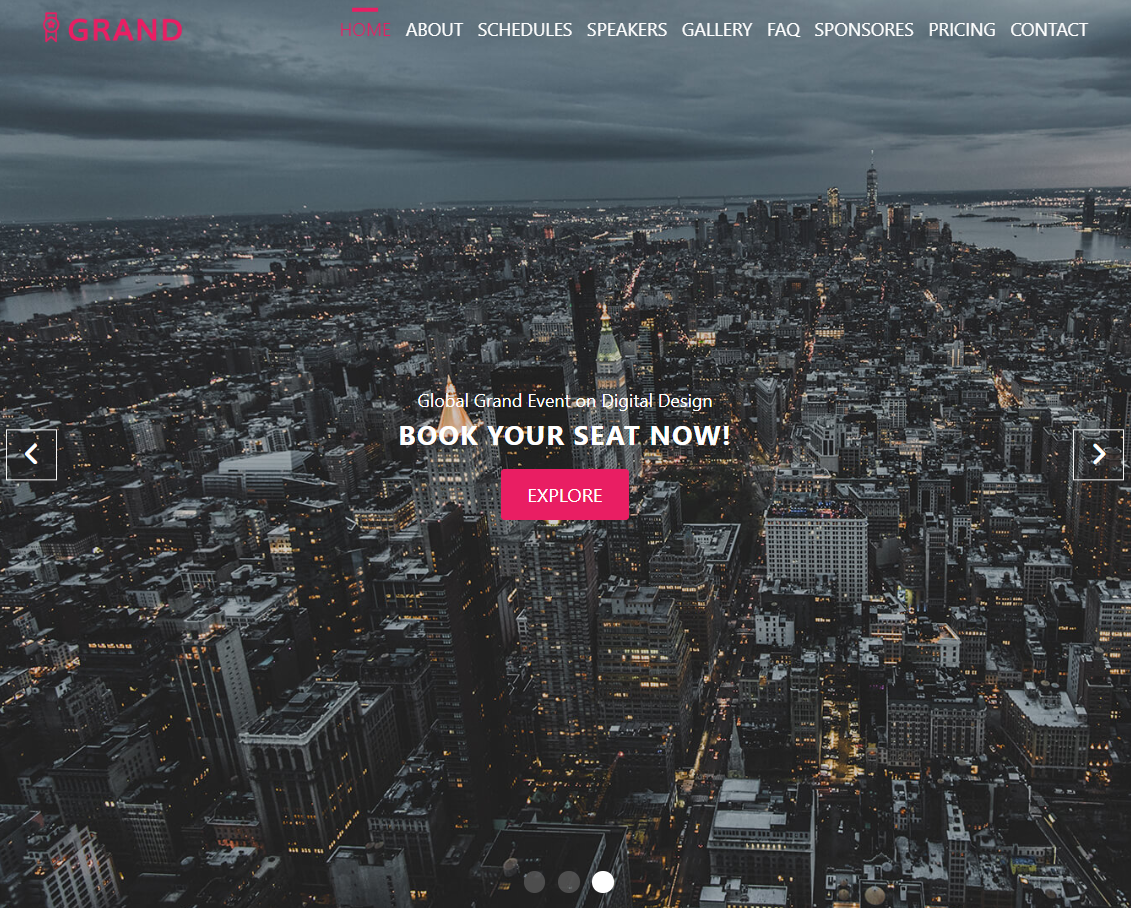 GRAND
HOME ABOUT SCHEDULES SPEAKERS GALLERY FAQ SPONSORES PRICING CONTACT
Global Grand Event on Digital Design
BOOK YOUR SEAT NOW!
EXPLORE